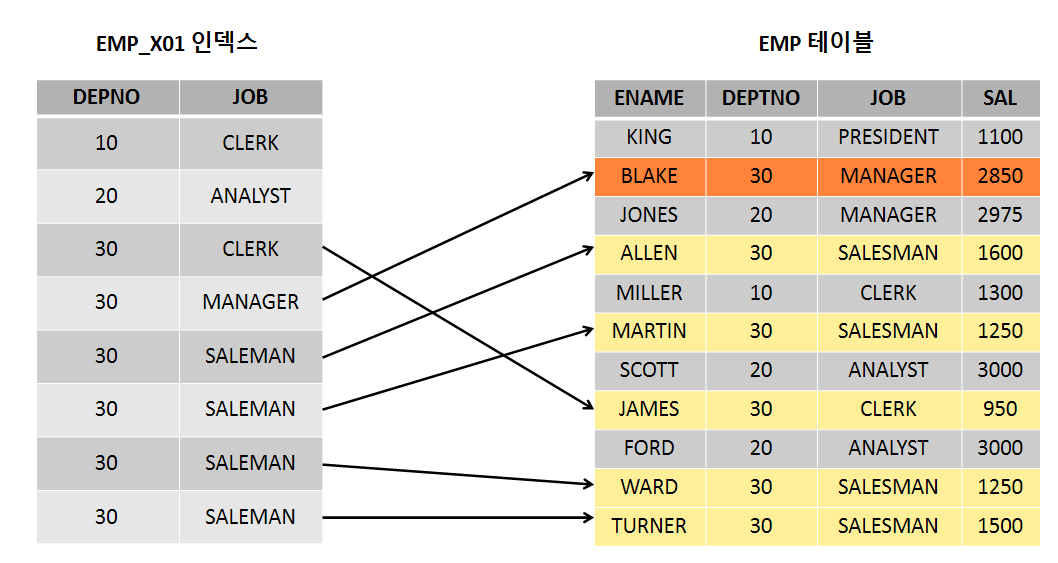 EMP_X01 인덱스
DEPNO JOB
10 CLERK
20 ANALYST
30 CLERK
30 MANAGER
30 SALEMAN
30 SALEMAN
30 SALEMAN
30 SALEMAN
EMP 테이블
ENAME DEPTNO JOB SAL
KING 10 PRESIDENT 1100
BLAKE 30 MANAGER 2850
JONES 20 MANAGER 2975
ALLEN 30 SALESMAN 1600
MILLER 10 CLERK 1300
MARTIN 30 SALESMAN 1250
SCOTT 20 ANALYST 3000
JAMES 30 CLERK 950
FORD 20 ANALYST 3000
WARD 30 SALESMAN 1250
TURNER 30 SALESMAN 1500